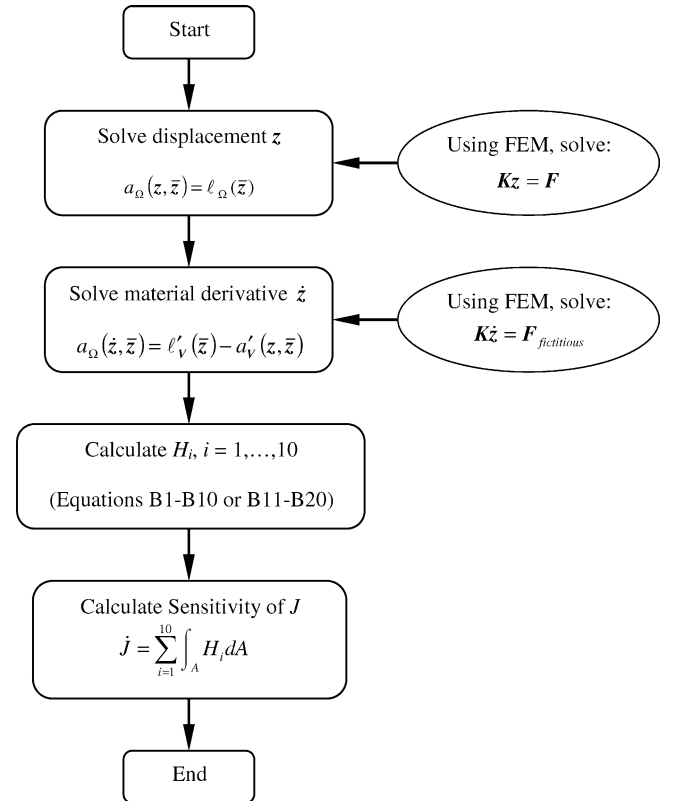 Start
Solve displacement z
a_Ω(z, z̄) = ℓ_Ω(z̄)
Using FEM, solve:
Kz = F
Solve material derivative ż
a_Ω(ż, z̄) = ℓ′_V(z̄) − a′_V(z, z̄)
Using FEM, solve:
Kż = F_fictitious
Calculate H_i, i = 1,…,10
(Equations B1-B10 or B11-B20)
Calculate Sensitivity of J
J̇ = ∑_{i=1}^{10} ∫_A H_i dA
End